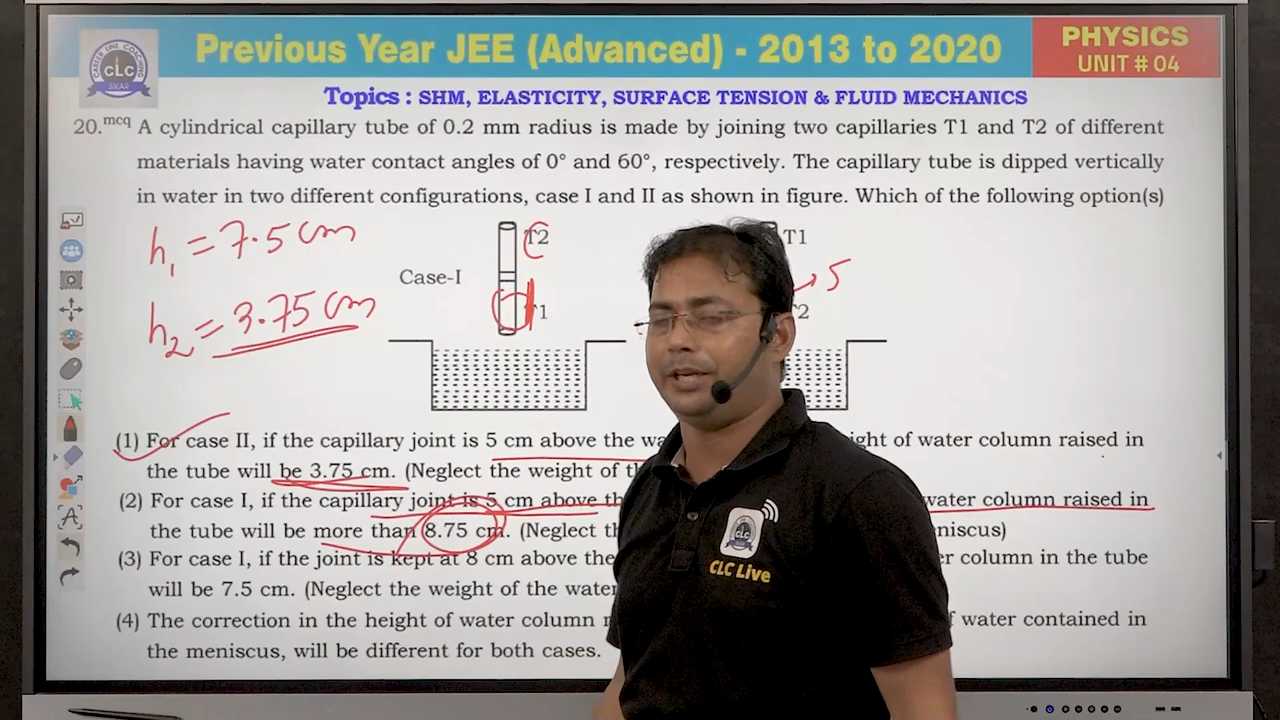 Previous Year JEE (Advanced) - 2013 to 2020
PHYSICS
UNIT # 04
CAREER LINE COACHING
CLC
SIKAR
Topics : SHM, ELASTICITY, SURFACE TENSION & FLUID MECHANICS
20.mcq A cylindrical capillary tube of 0.2 mm radius is made by joining two capillaries T1 and T2 of different
materials having water contact angles of 0° and 60°, respectively. The capillary tube is dipped vertically
in water in two different configurations, case I and II as shown in figure. Which of the following option(s)
h1 = 7.5 cm
T2
T1
Case-I
5
h2 = 3.75 cm
(1) For case II, if the capillary joint is 5 cm above the of water column raised in
the tube will be 3.75 cm. (Neglect the weight of
(2) For case I, if the capillary joint is 5 cm above water column raised in
the tube will be more than 8.75 cm. (Neglect
(3) For case I, if the joint is kept at 8 cm above the column in the tube
will be 7.5 cm. (Neglect the weight of the water
(4) The correction in the height of water column water contained in
the meniscus, will be different for both cases.
CLC Live